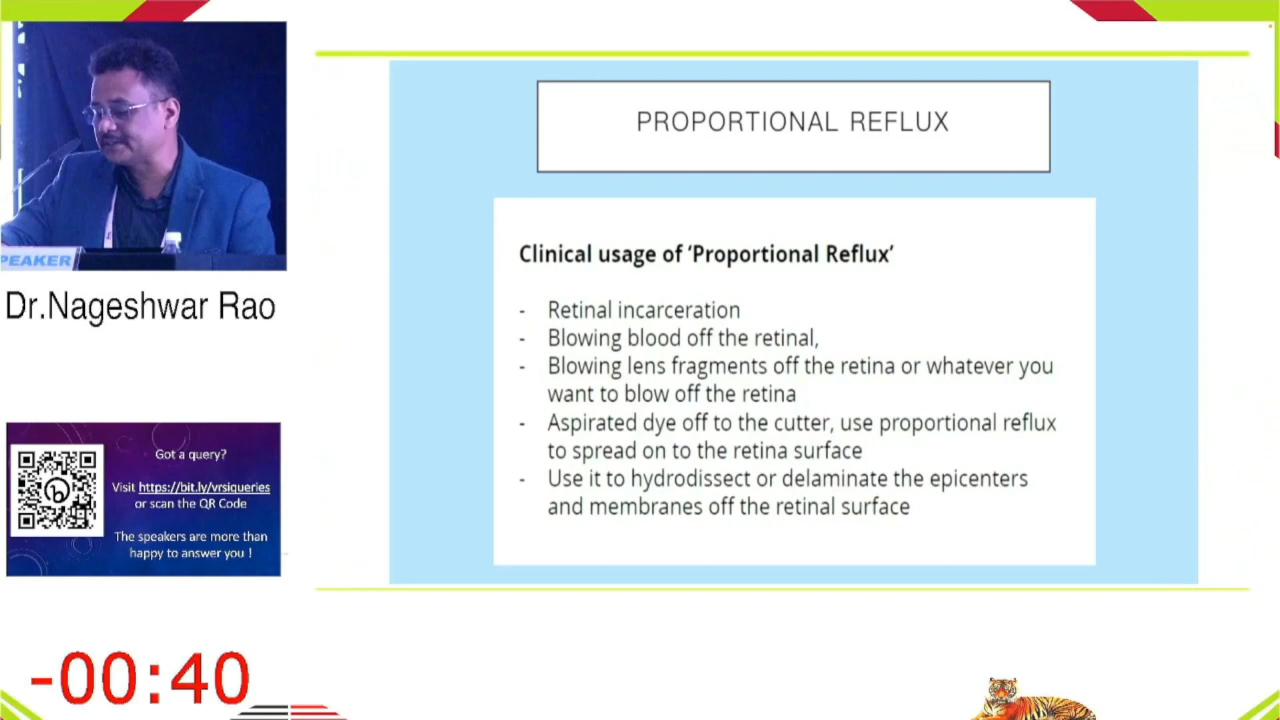 PROPORTIONAL REFLUX
Clinical usage of ‘Proportional Reflux’
- Retinal incarceration
- Blowing blood off the retinal,
- Blowing lens fragments off the retina or whatever you
want to blow off the retina
- Aspirated dye off to the cutter, use proportional reflux
to spread on to the retina surface
- Use it to hydrodissect or delaminate the epicenters
and membranes off the retinal surface
PEAKER
Dr.Nageshwar Rao
Got a query?
Visit https://bit.ly/vrsiqueries
or scan the QR Code
The speakers are more than
happy to answer you !
-00:40